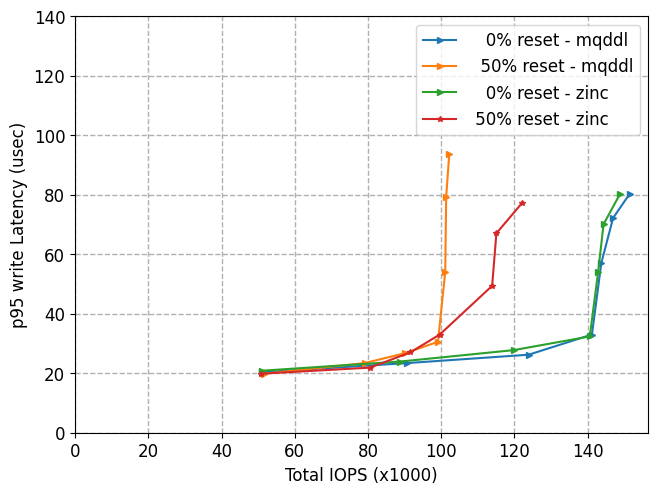 140
120
100
80
60
40
20
0
p95 write Latency (usec)
0% reset - mqddl
50% reset - mqddl
0% reset - zinc
50% reset - zinc
0 20 40 60 80 100 120 140
Total IOPS (x1000)